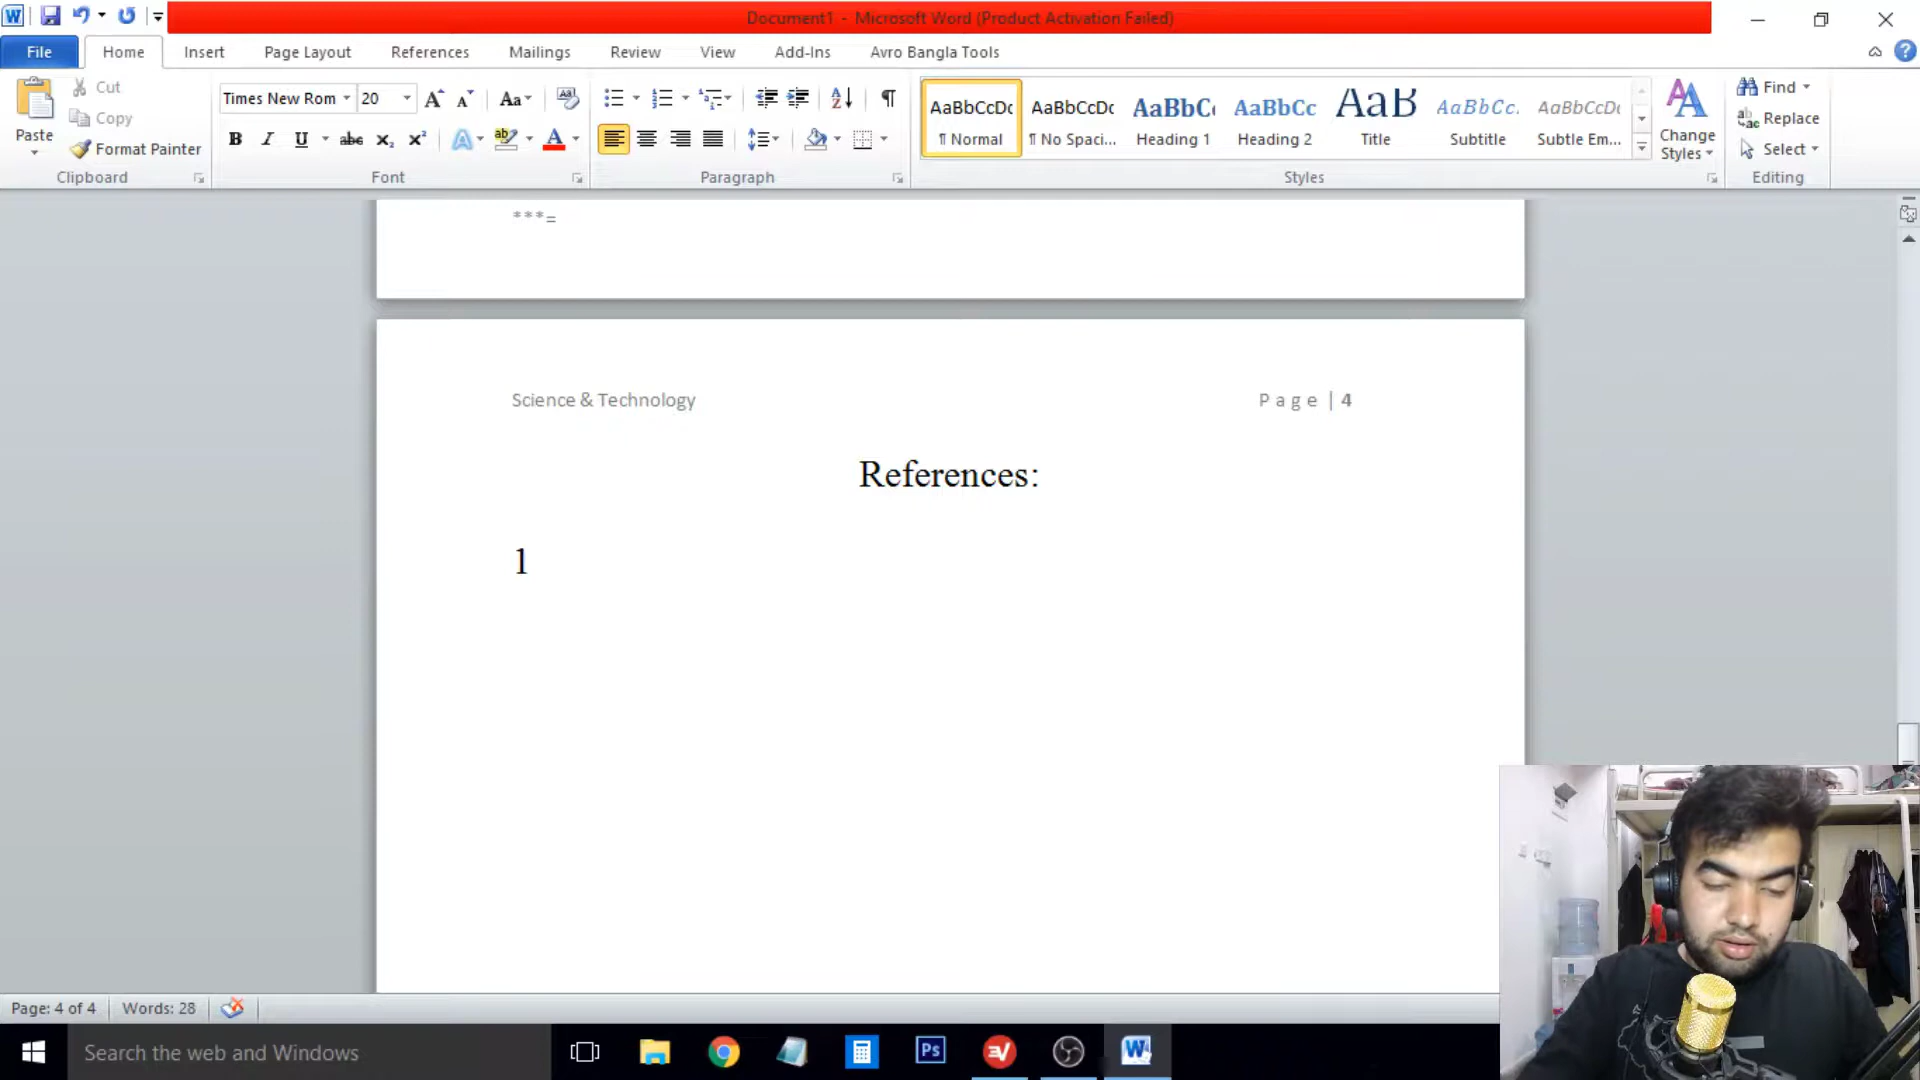 Document1 - Microsoft Word (Product Activation Failed)
File Home Insert Page Layout References Mailings Review View Add-Ins Avro Bangla Tools
Paste
Cut
Copy
Format Painter
Clipboard
Times New Rom 20
Font
Paragraph
AaBbCcDc AaBbCcDc AaBbC AaBbCc AaB AaBbCc. AaBbCcDc
¶ Normal ¶ No Spaci... Heading 1 Heading 2 Title Subtitle Subtle Em...
Change Styles
Styles
Find
Replace
Select
Editing
***=
Science & Technology P a g e | 4
References:
1
Page: 4 of 4 Words: 28
Search the web and Windows
Ps